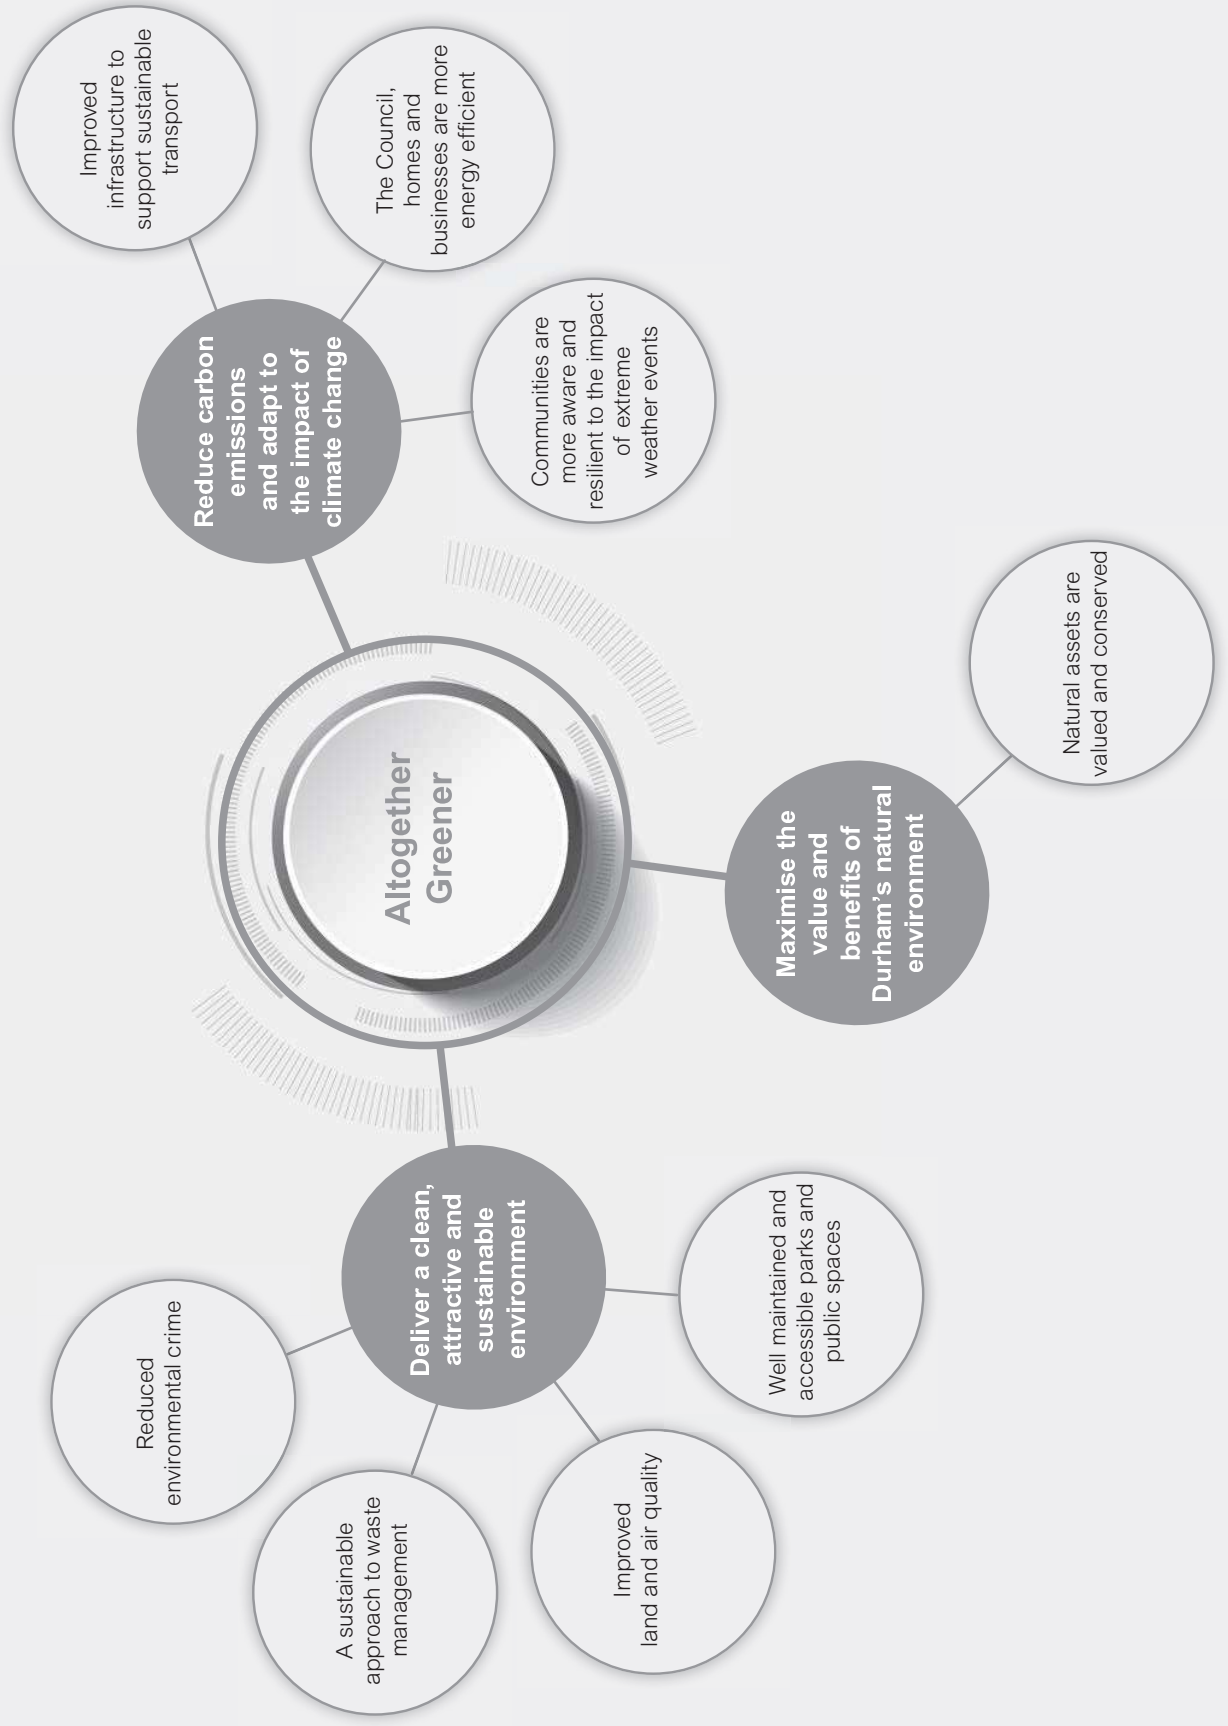 Altogether
Greener
Deliver a clean,
attractive and
sustainable
environment
Reduced
environmental crime
A sustainable
approach to waste
management
Improved
land and air quality
Well maintained and
accessible parks and
public spaces
Maximise the
value and
benefits of
Durham’s natural
environment
Natural assets are
valued and conserved
Reduce carbon
emissions
and adapt to
the impact of
climate change
Improved
infrastructure to
support sustainable
transport
The Council,
homes and
businesses are more
energy efficient
Communities are
more aware and
resilient to the impact
of extreme
weather events